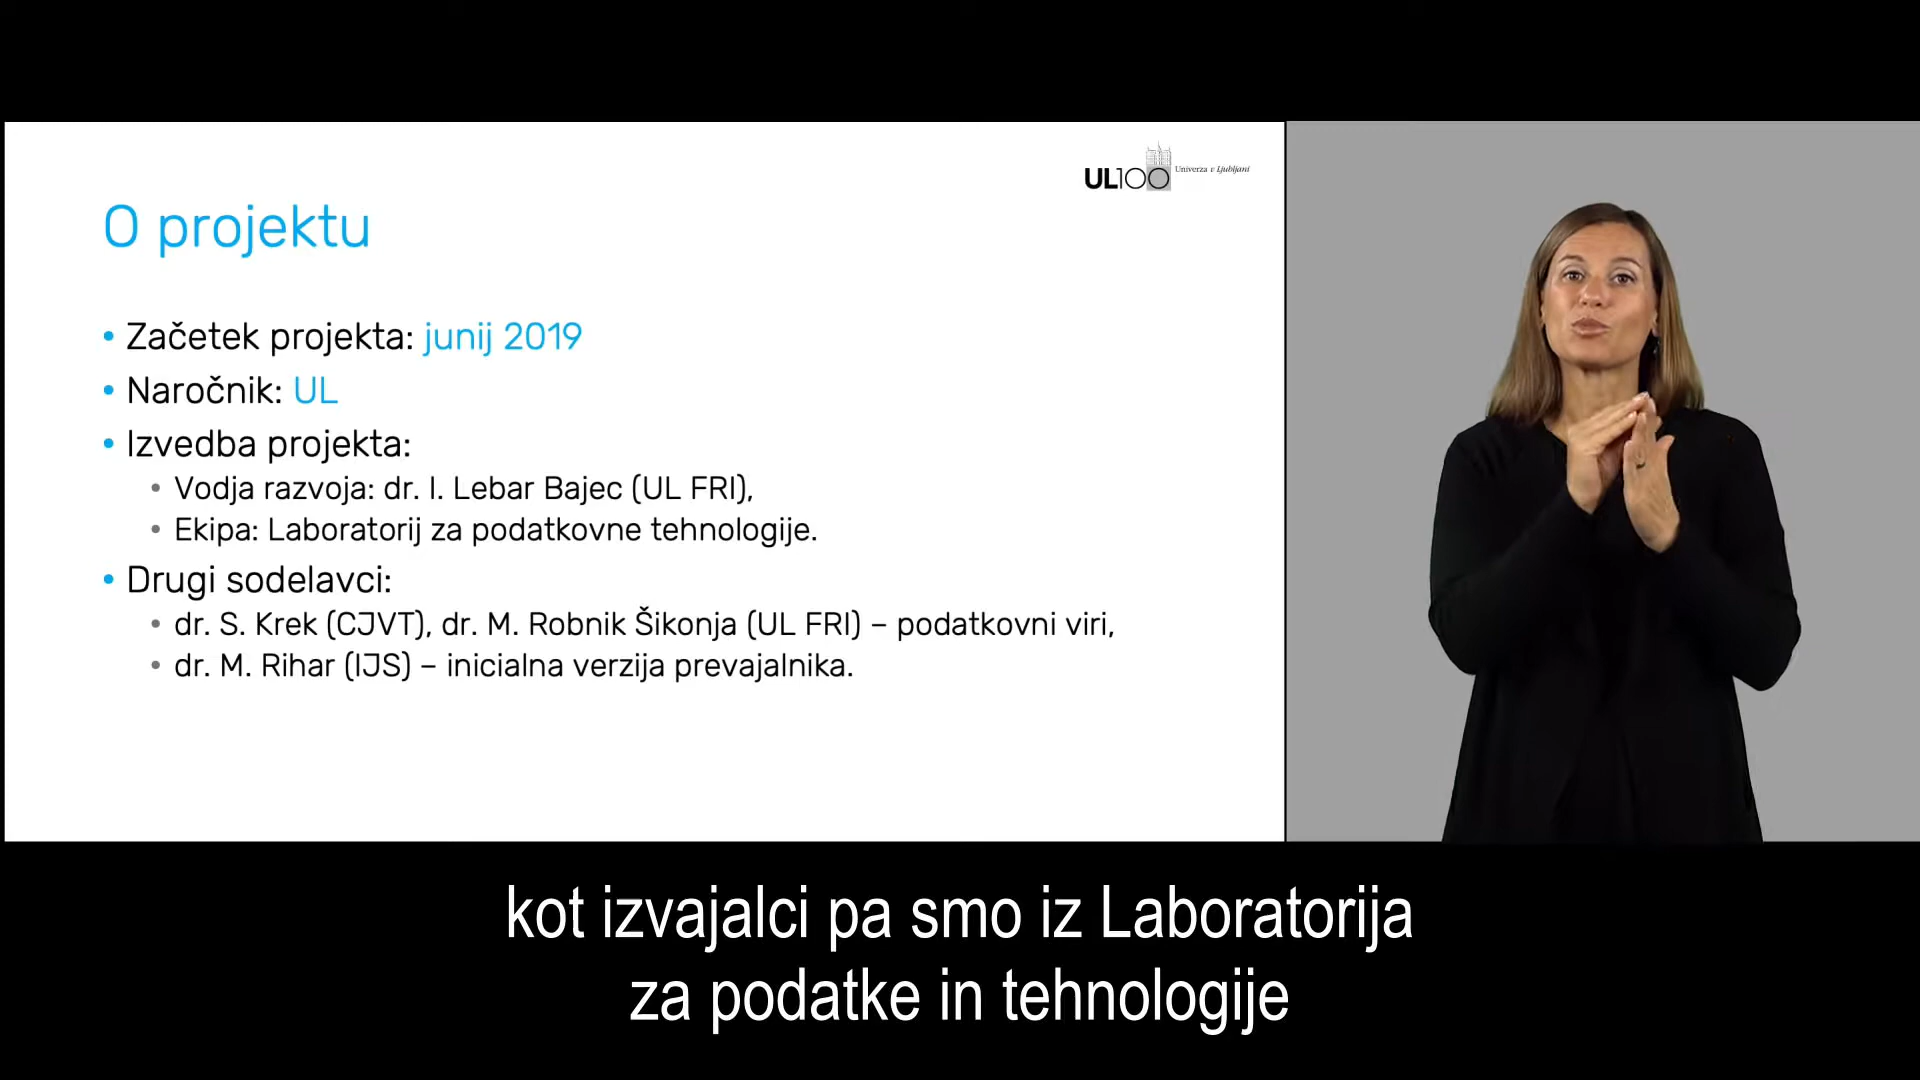 UL100 Univerza v Ljubljani
O projektu
• Začetek projekta: junij 2019
• Naročnik: UL
• Izvedba projekta:
• Vodja razvoja: dr. I. Lebar Bajec (UL FRI),
• Ekipa: Laboratorij za podatkovne tehnologije.
• Drugi sodelavci:
• dr. S. Krek (CJVT), dr. M. Robnik Šikonja (UL FRI) – podatkovni viri,
• dr. M. Rihar (IJS) – inicialna verzija prevajalnika.
kot izvajalci pa smo iz Laboratorija
za podatke in tehnologije